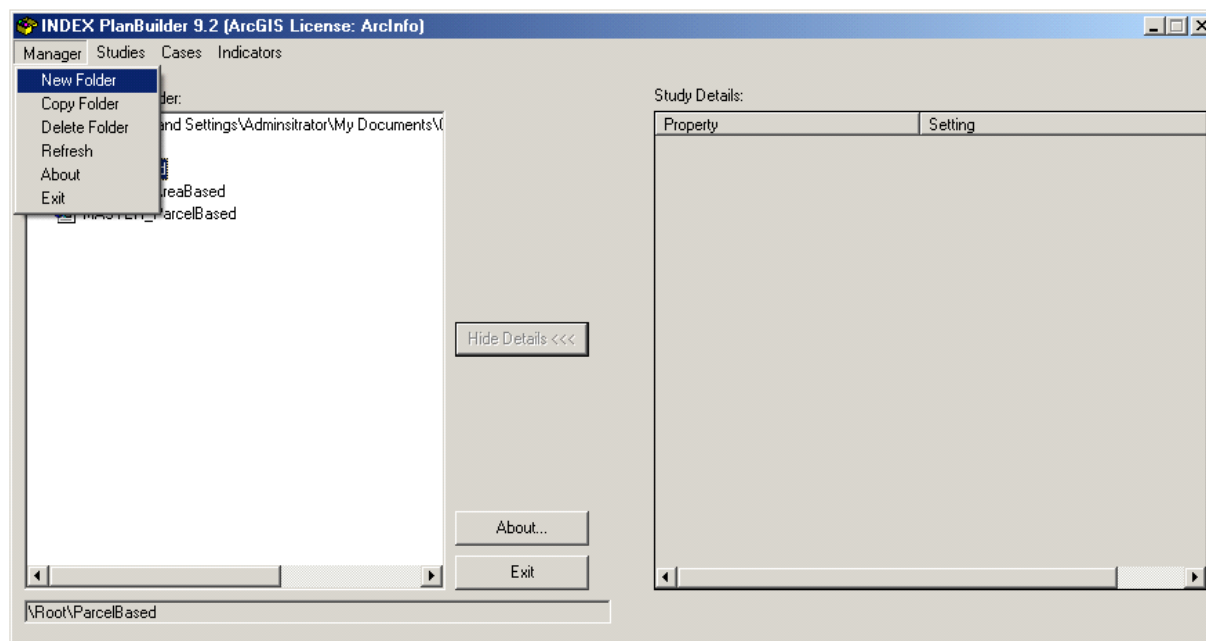 INDEX PlanBuilder 9.2 (ArcGIS License: ArcInfo)
Manager Studies Cases Indicators
New Folder
Copy Folder
Delete Folder
Refresh
About
Exit
der:
and Settings\Adminsitrator\My Documents\
reaBased
MASTER_ParcelBased
Hide Details <<<
About...
Exit
\Root\ParcelBased
Study Details:
Property Setting